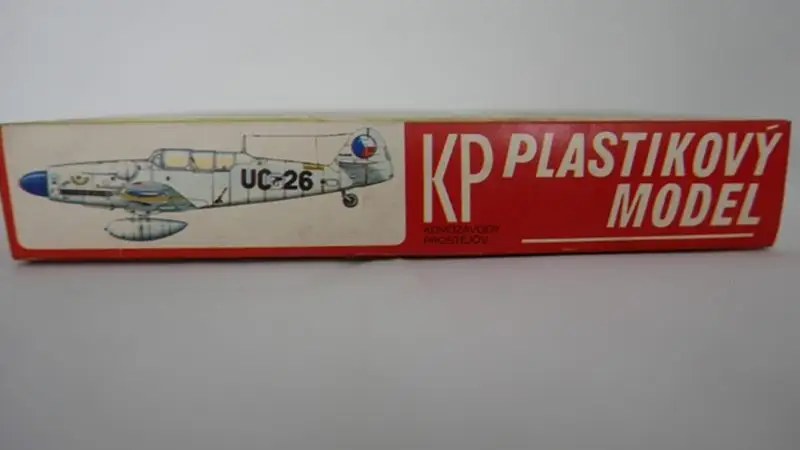 UC-26
KP
KOVOZÁVODY
PROSTĚJOV
PLASTIKOVÝ
MODEL